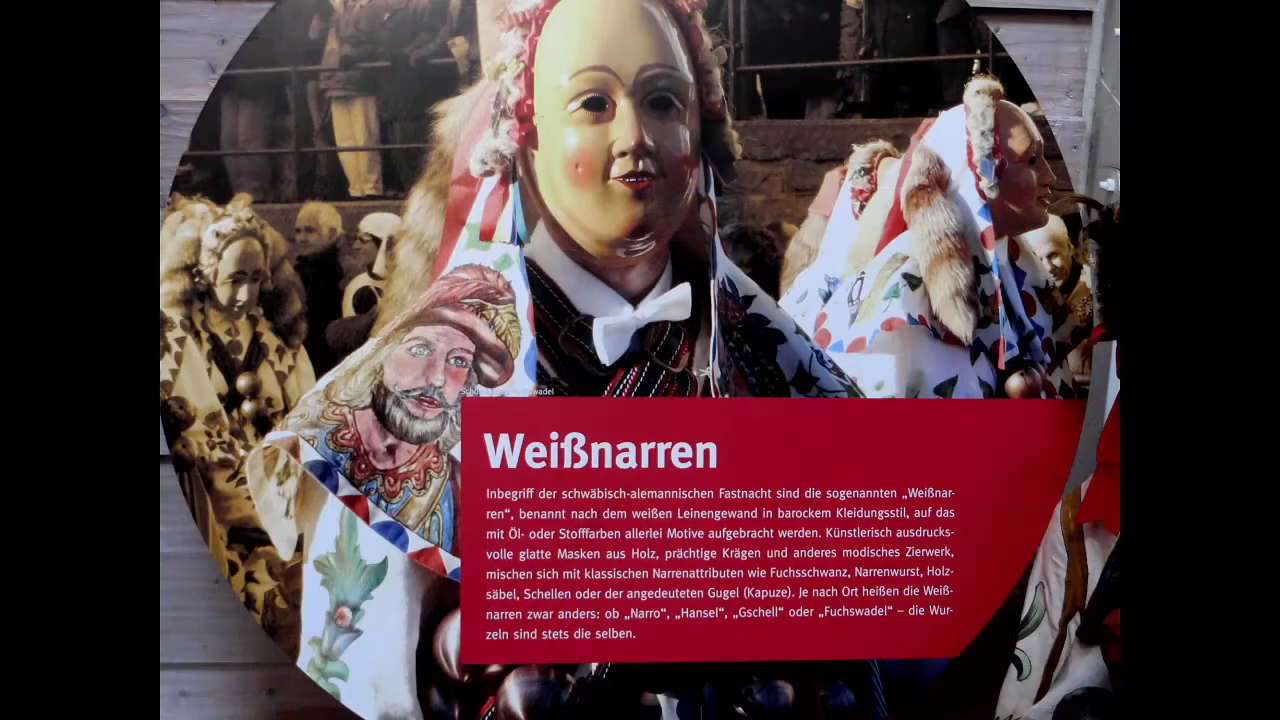 wadel
Weißnarren
Inbegriff der schwäbisch-alemannischen Fastnacht sind die sogenannten „Weißnar-
ren“, benannt nach dem weißen Leinengewand in barockem Kleidungsstil, auf das
mit Öl- oder Stofffarben allerlei Motive aufgebracht werden. Künstlerisch ausdrucks-
volle glatte Masken aus Holz, prächtige Krägen und anderes modisches Zierwerk,
mischen sich mit klassischen Narrenattributen wie Fuchsschwanz, Narrenwurst, Holz-
säbel, Schellen oder der angedeuteten Gugel (Kapuze). Je nach Ort heißen die Weiß-
narren zwar anders: ob „Narro“, „Hansel“, „Gschell“ oder „Fuchswadel“ – die Wur-
zeln sind stets die selben.